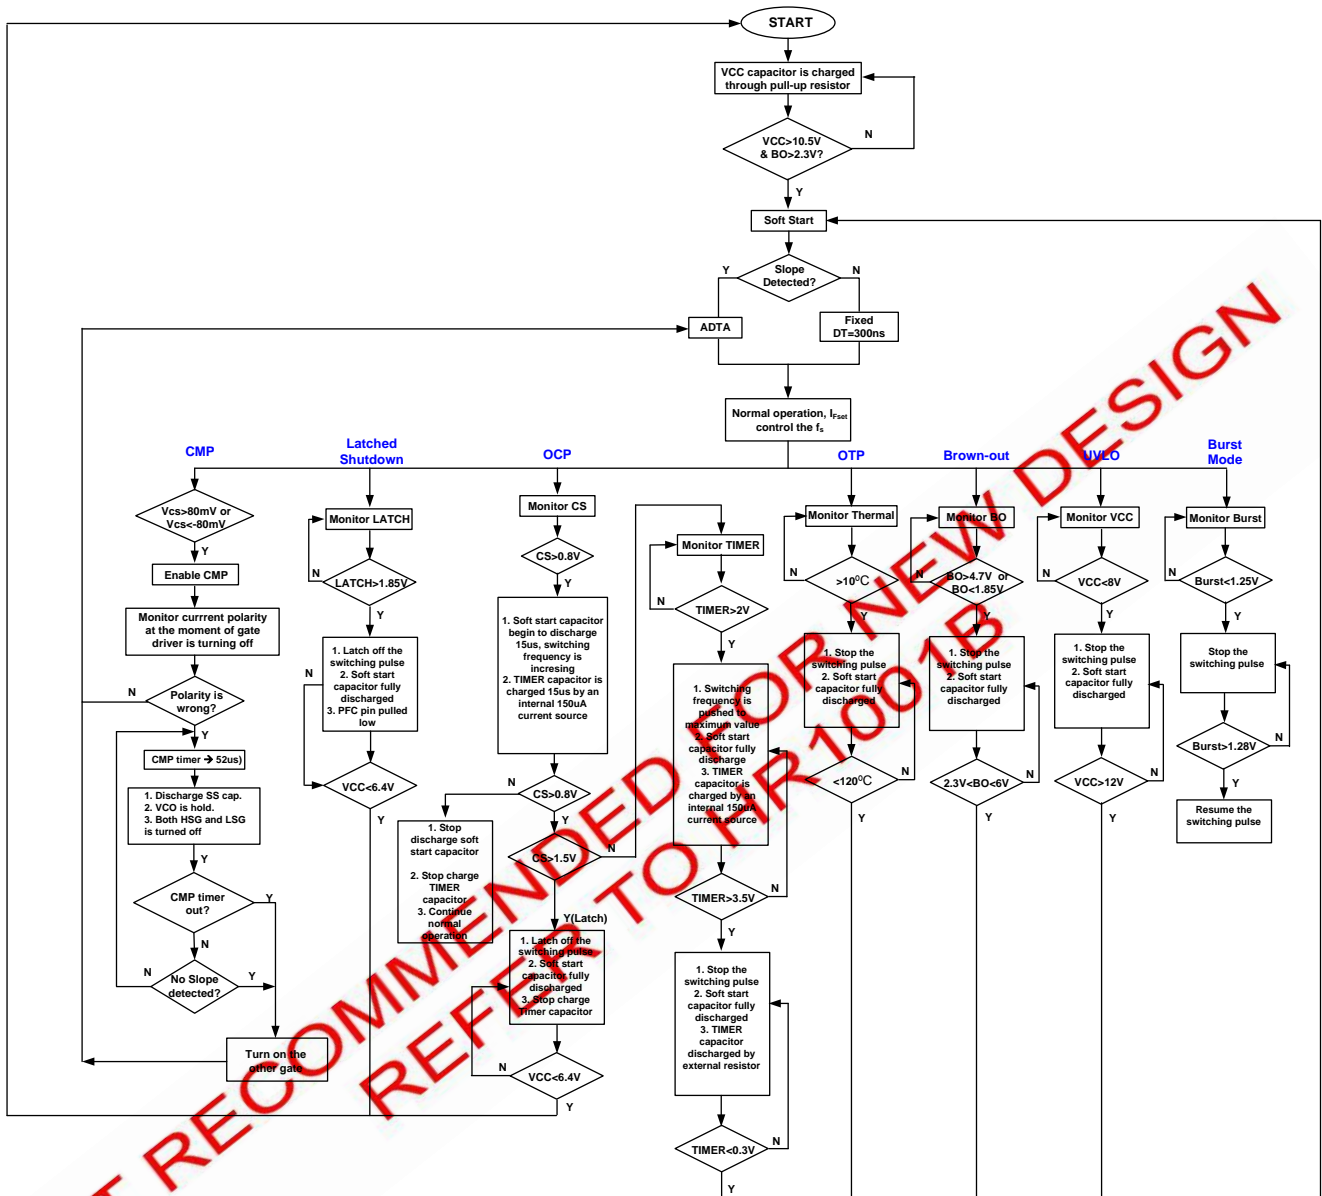 START
VCC capacitor is charged
through pull-up resistor
VCC>10.5V
& BO>2.3V?
N
Y
Soft Start
Slope
Detected?
Y
N
ADTA
Fixed
DT=300ns
Normal operation, IFset
control the fs
CMP
Vcs>80mV or
Vcs<-80mV
Y
Enable CMP
Monitor currrent polarity
at the moment of gate
driver is turning off
Polarity is
wrong?
N
Y
CMP timer → 52us)
1. Discharge SS cap.
2. VCO is hold.
3. Both HSG and LSG
is turned off
Y
CMP timer
out?
Y
N
No Slope
detected?
N
Y
Turn on the
other gate
Latched
Shutdown
Monitor LATCH
LATCH>1.85V
N
Y
1. Latch off the
switching pulse
2. Soft start
capacitor fully
discharged
3. PFC pin pulled
low
N
VCC<6.4V
Y
OCP
Monitor CS
CS>0.8V
Y
1. Soft start capacitor
begin to discharge
15us, switching
frequency is
incresing
2. TIMER capacitor is
charged 15us by an
internal 150uA
current source
N
CS>0.8V
Y
1. Stop
discharge soft
start capacitor
2. Stop charge
TIMER
capacitor
3. Continue
normal
operation
CS>1.5V
N
Y(Latch)
1. Latch off the
switching pulse
2. Soft start
capacitor fully
discharged
3. Stop charge
Timer capacitor
N
VCC<6.4V
Y
Monitor TIMER
N
TIMER>2V
Y
1. Switching
frequency is
pushed to
maximum value
2. Soft start
capacitor fully
discharge
3. TIMER
capacitor is
charged by an
internal 150uA
current source
TIMER>3.5V
N
Y
1. Stop the
switching pulse
2. Soft start
capacitor fully
discharged
3. TIMER
capacitor
discharged by
external resistor
TIMER<0.3V
N
Y
OTP
Monitor Thermal
N
>10⁰C
Y
1. Stop the
switching pulse
2. Soft start
capacitor fully
discharged
<120⁰C
N
Y
Brown-out
Monitor BO
N
BO>4.7V or
BO<1.85V
Y
1. Stop the
switching pulse
2. Soft start
capacitor fully
discharged
2.3V<BO<6V
N
Y
UVLO
Monitor VCC
N
VCC<8V
Y
1. Stop the
switching pulse
2. Soft start
capacitor fully
discharged
VCC>12V
N
Y
Burst
Mode
Monitor Burst
N
Burst<1.25V
Y
Stop the
switching pulse
Burst>1.28V
N
Y
Resume the
switching pulse
T RECOMMENDED FOR NEW DESIGN
REFER TO HR1001B